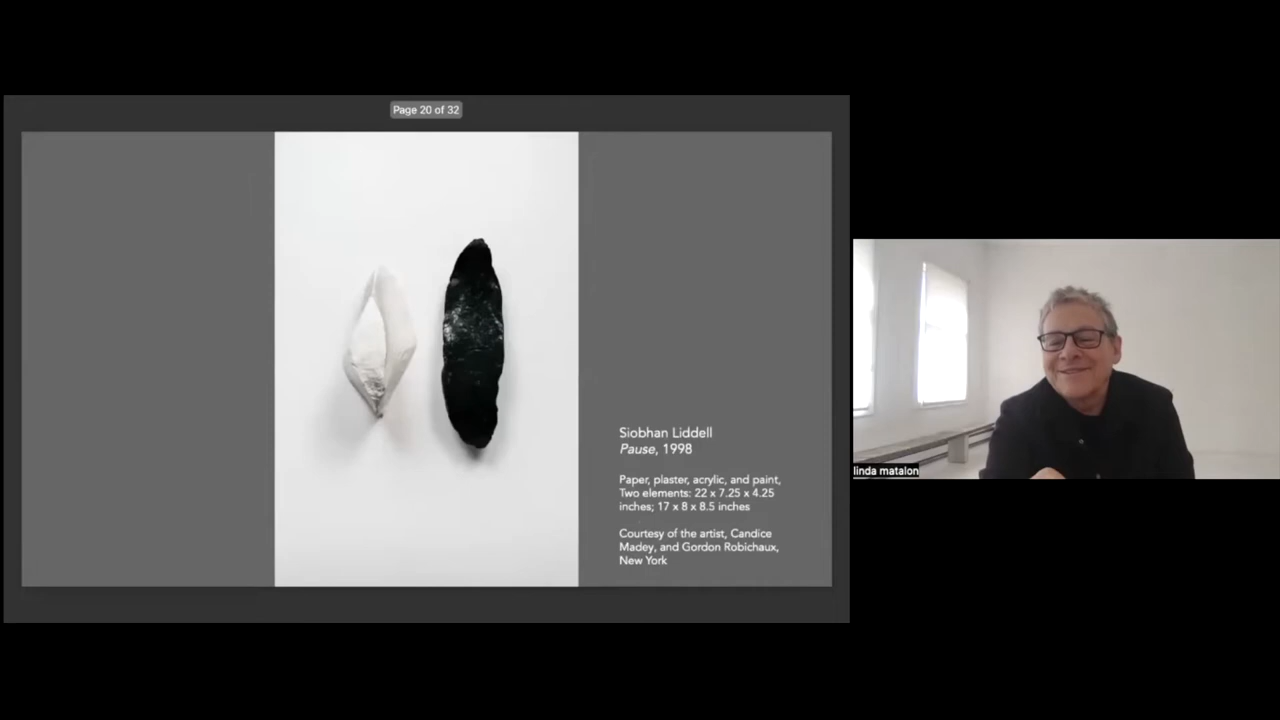 Page 20 of 32
Siobhan Liddell
Pause, 1998
Paper, plaster, acrylic, and paint,
Two elements: 22 x 7.25 x 4.25
inches; 17 x 8 x 8.5 inches
Courtesy of the artist, Candice
Madey, and Gordon Robichaux,
New York
linda matalon